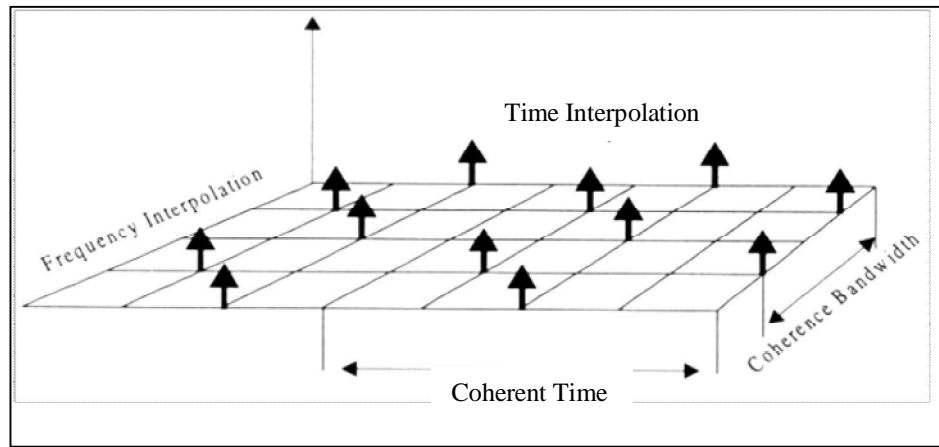 Time Interpolation
Frequency Interpolation
Coherence Bandwidth
Coherent Time